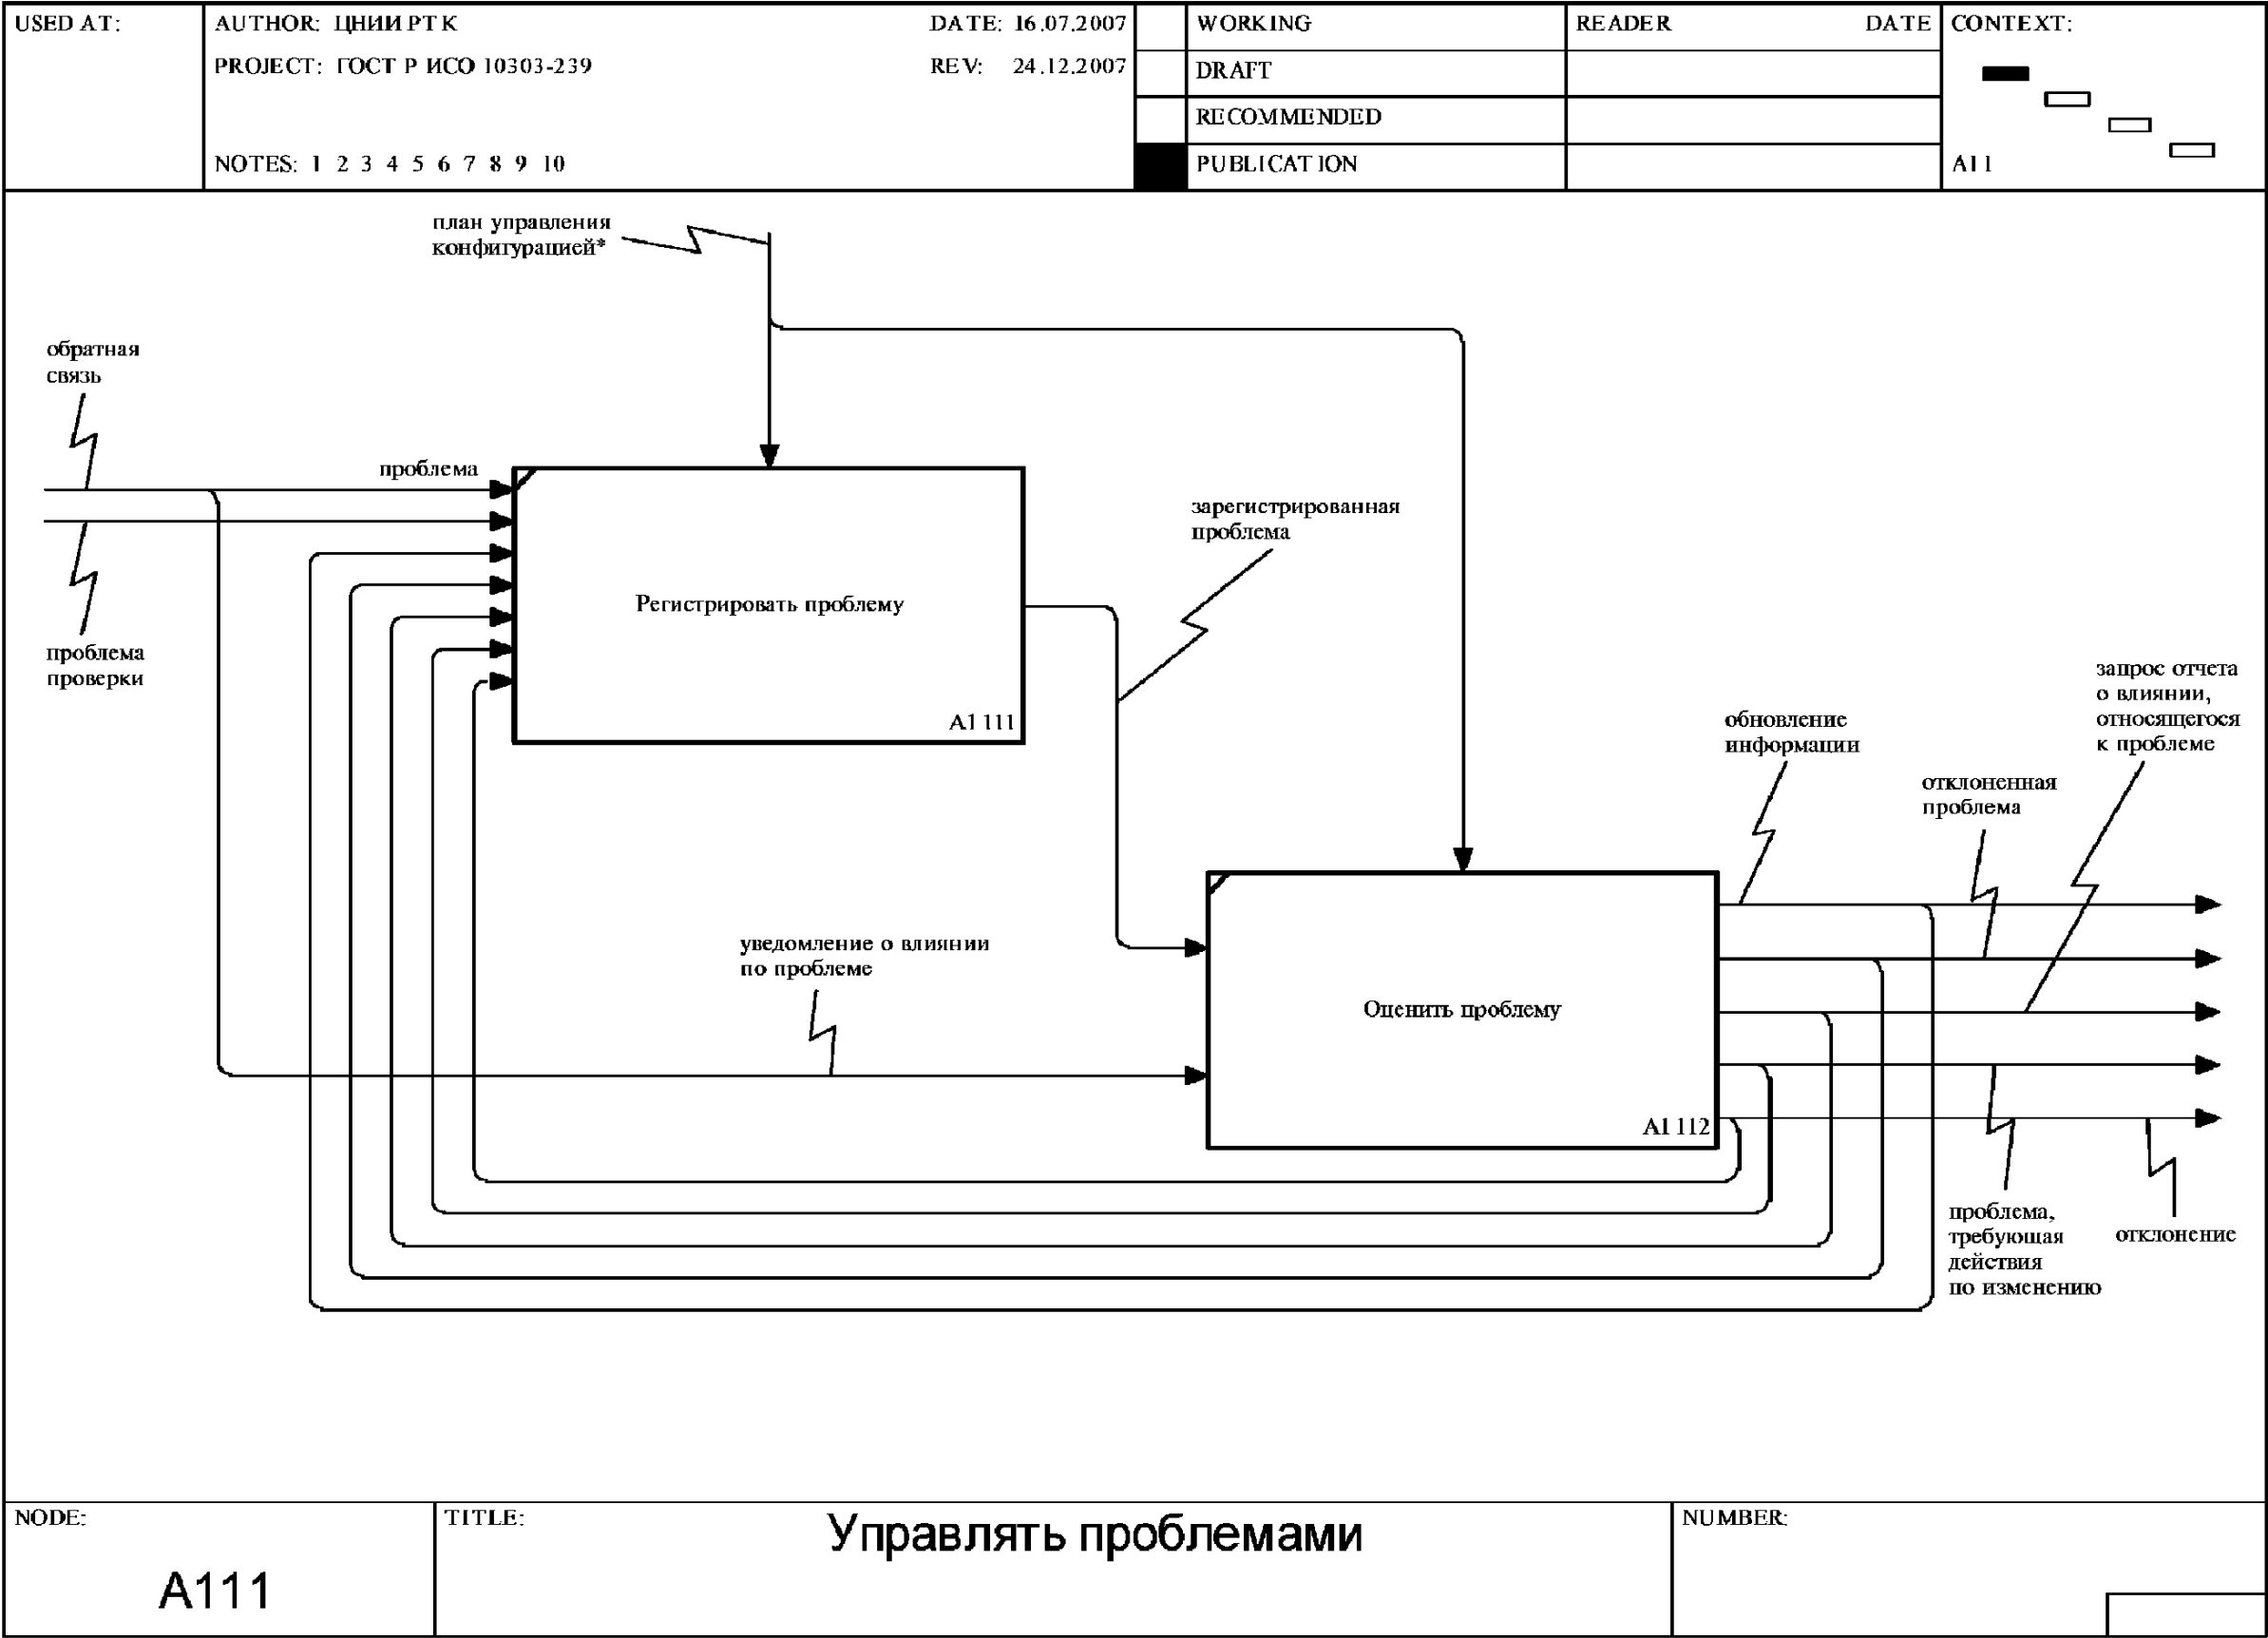 USED AT:
AUTHOR: ЦНИИ РТК
DATE: 16.07.2007
PROJECT: ГОСТ Р ИСО 10303-239
REV: 24.12.2007
NOTES: 1 2 3 4 5 6 7 8 9 10
WORKING
DRAFT
RECOMMENDED
PUBLICATION
READER DATE
CONTEXT:
A11
план управления
конфигурацией*
обратная
связь
проблема
проблема
проверки
Регистрировать проблему
A1111
зарегистрированная
проблема
уведомление о влиянии
по проблеме
Оценить проблему
A1112
обновление
информации
отклоненная
проблема
запрос отчета
о влиянии,
относящегося
к проблеме
проблема,
требующая
действия
по изменению
отклонение
NODE:
A111
TITLE:
Управлять проблемами
NUMBER: